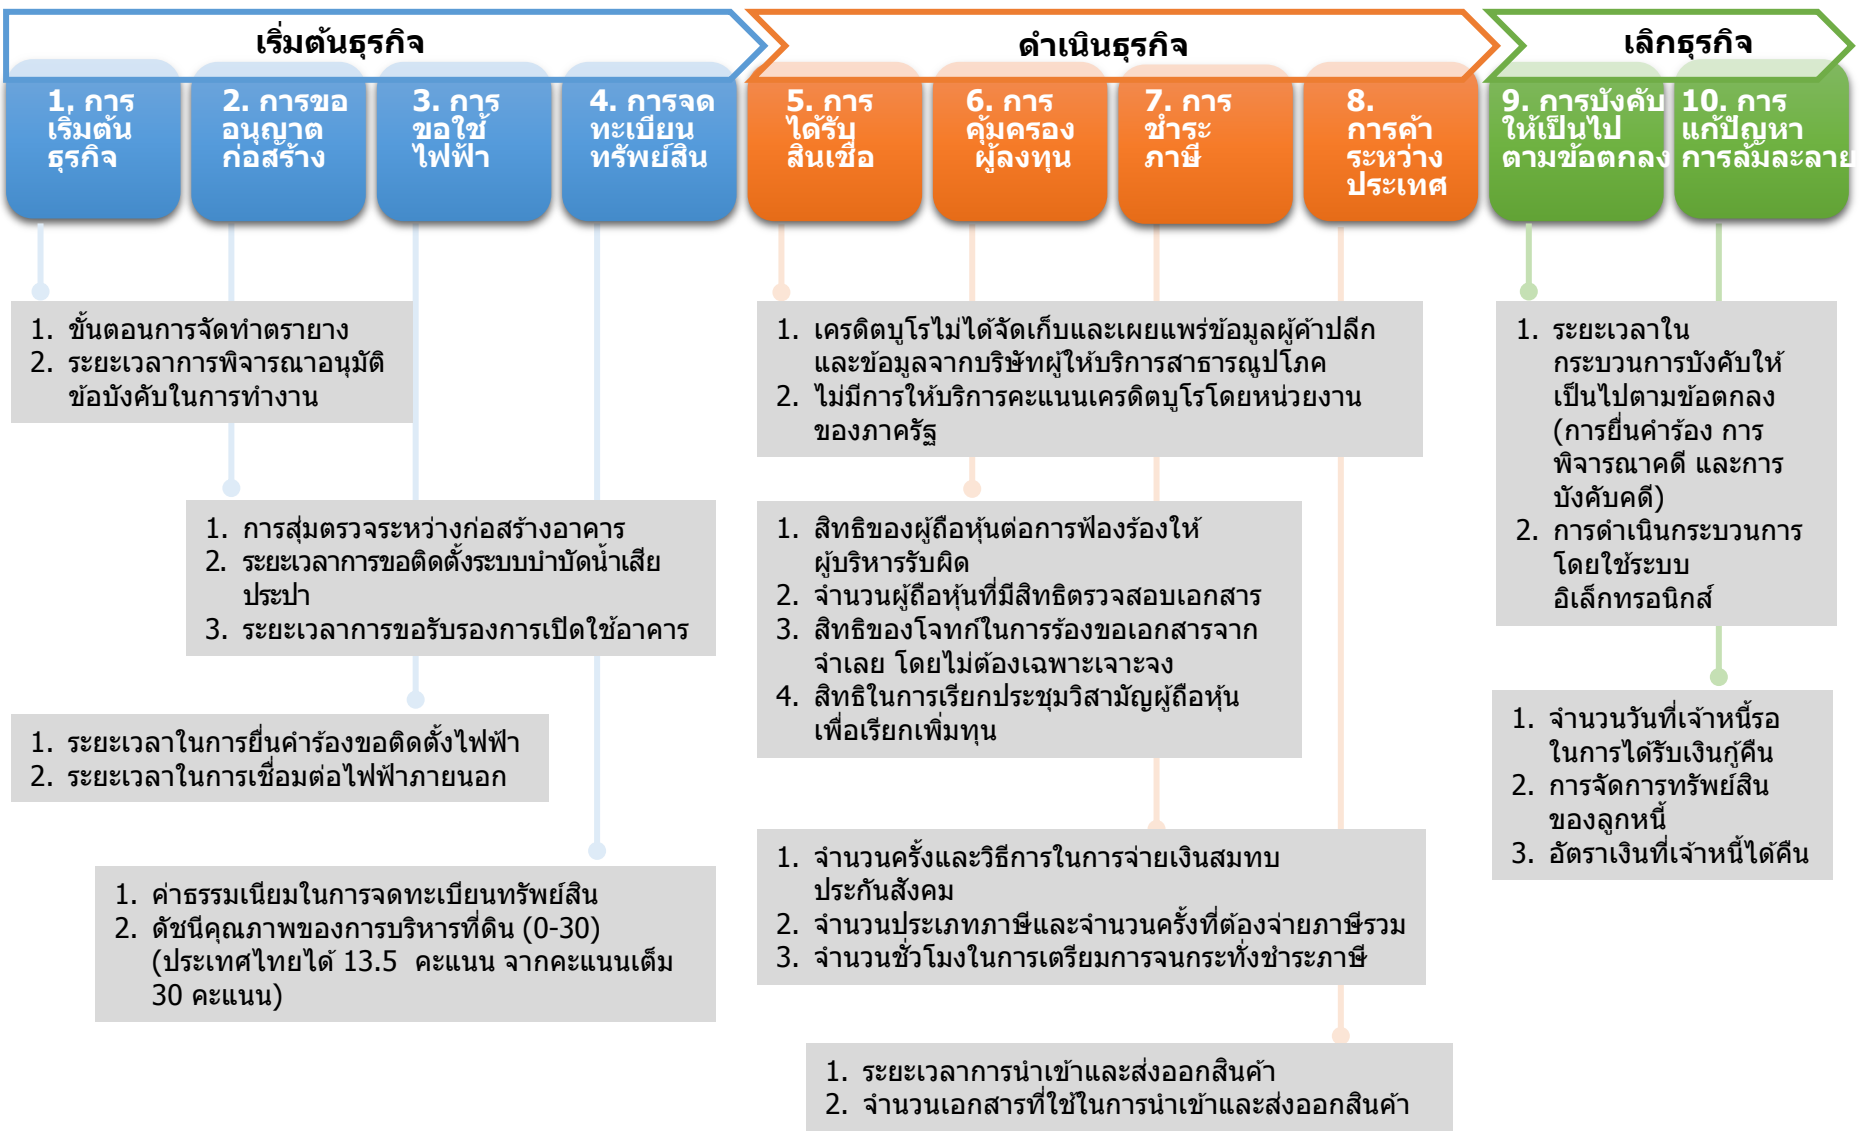 เริ่มต้นธุรกิจ
ดำเนินธุรกิจ
เลิกธุรกิจ
1. การ
เริ่มต้น
ธุรกิจ
2. การขอ
อนุญาต
ก่อสร้าง
3. การ
ขอใช้
ไฟฟ้า
4. การจด
ทะเบียน
ทรัพย์สิน
5. การ
ได้รับ
สินเชื่อ
6. การ
คุ้มครอง
ผู้ลงทุน
7. การ
ชำระ
ภาษี
8.
การค้า
ระหว่าง
ประเทศ
9. การบังคับ
ให้เป็นไป
ตามข้อตกลง
10. การ
แก้ปัญหา
การล้มละลาย
1. ขั้นตอนการจัดทำตรายาง
2. ระยะเวลาการพิจารณาอนุมัติ
ข้อบังคับในการทำงาน
1. การสุ่มตรวจระหว่างก่อสร้างอาคาร
2. ระยะเวลาการขอติดตั้งระบบบำบัดน้ำเสีย
ประปา
3. ระยะเวลาการขอรับรองการเปิดใช้อาคาร
1. ระยะเวลาในการยื่นคำร้องขอติดตั้งไฟฟ้า
2. ระยะเวลาในการเชื่อมต่อไฟฟ้าภายนอก
1. ค่าธรรมเนียมในการจดทะเบียนทรัพย์สิน
2. ดัชนีคุณภาพของการบริหารที่ดิน (0-30)
(ประเทศไทยได้ 13.5 คะแนน จากคะแนนเต็ม
30 คะแนน)
1. เครดิตบูโรไม่ได้จัดเก็บและเผยแพร่ข้อมูลผู้ค้าปลีก
และข้อมูลจากบริษัทผู้ให้บริการสาธารณูปโภค
2. ไม่มีการให้บริการคะแนนเครดิตบูโรโดยหน่วยงาน
ของภาครัฐ
1. สิทธิของผู้ถือหุ้นต่อการฟ้องร้องให้
ผู้บริหารรับผิด
2. จำนวนผู้ถือหุ้นที่มีสิทธิตรวจสอบเอกสาร
3. สิทธิของโจทก์ในการร้องขอเอกสารจาก
จำเลย โดยไม่ต้องเฉพาะเจาะจง
4. สิทธิในการเรียกประชุมวิสามัญผู้ถือหุ้น
เพื่อเรียกเพิ่มทุน
1. จำนวนครั้งและวิธีการในการจ่ายเงินสมทบ
ประกันสังคม
2. จำนวนประเภทภาษีและจำนวนครั้งที่ต้องจ่ายภาษีรวม
3. จำนวนชั่วโมงในการเตรียมการจนกระทั่งชำระภาษี
1. ระยะเวลาการนำเข้าและส่งออกสินค้า
2. จำนวนเอกสารที่ใช้ในการนำเข้าและส่งออกสินค้า
1. ระยะเวลาใน
กระบวนการบังคับให้
เป็นไปตามข้อตกลง
(การยื่นคำร้อง การ
พิจารณาคดี และการ
บังคับคดี)
2. การดำเนินกระบวนการ
โดยใช้ระบบ
อิเล็กทรอนิกส์
1. จำนวนวันที่เจ้าหนี้รอ
ในการได้รับเงินกู้คืน
2. การจัดการทรัพย์สิน
ของลูกหนี้
3. อัตราเงินที่เจ้าหนี้ได้คืน